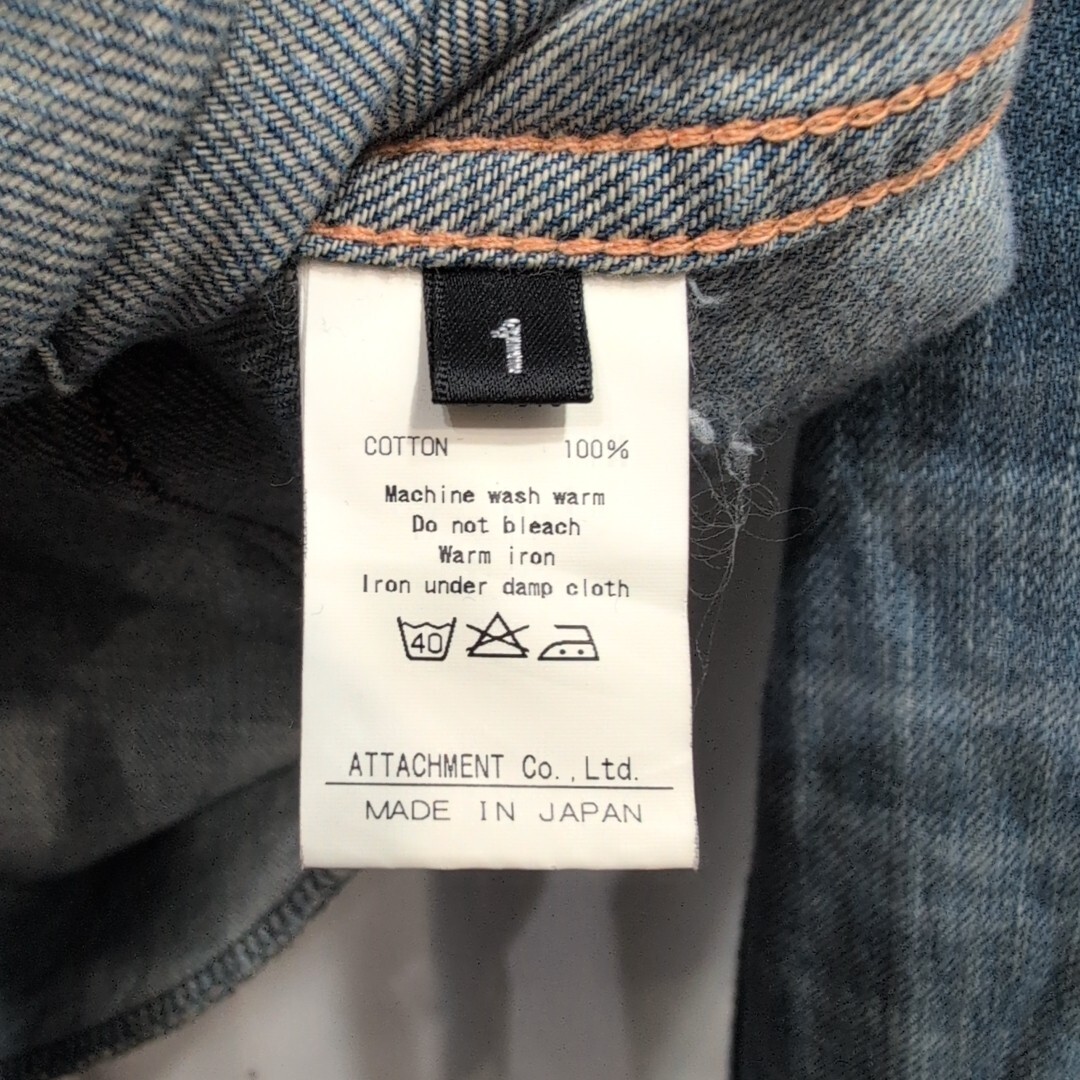 1
COTTON 100%
Machine wash warm
Do not bleach
Warm iron
Iron under damp cloth
40
ATTACHMENT Co.,Ltd.
MADE IN JAPAN